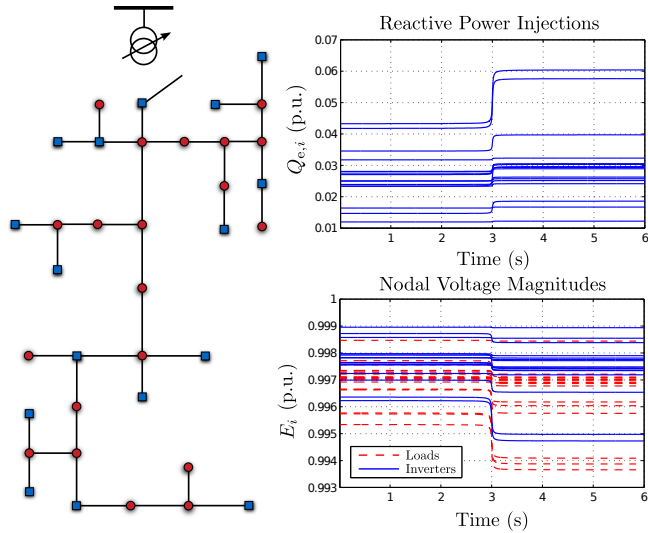 Reactive Power Injections
0.07
0.06
0.05
0.04
0.03
0.02
0.01
Q_e,i (p.u.)
1 2 3 4 5 6
Time (s)
Nodal Voltage Magnitudes
1
0.999
0.998
0.997
0.996
0.995
0.994
0.993
E_i (p.u.)
Loads
Inverters
1 2 3 4 5 6
Time (s)